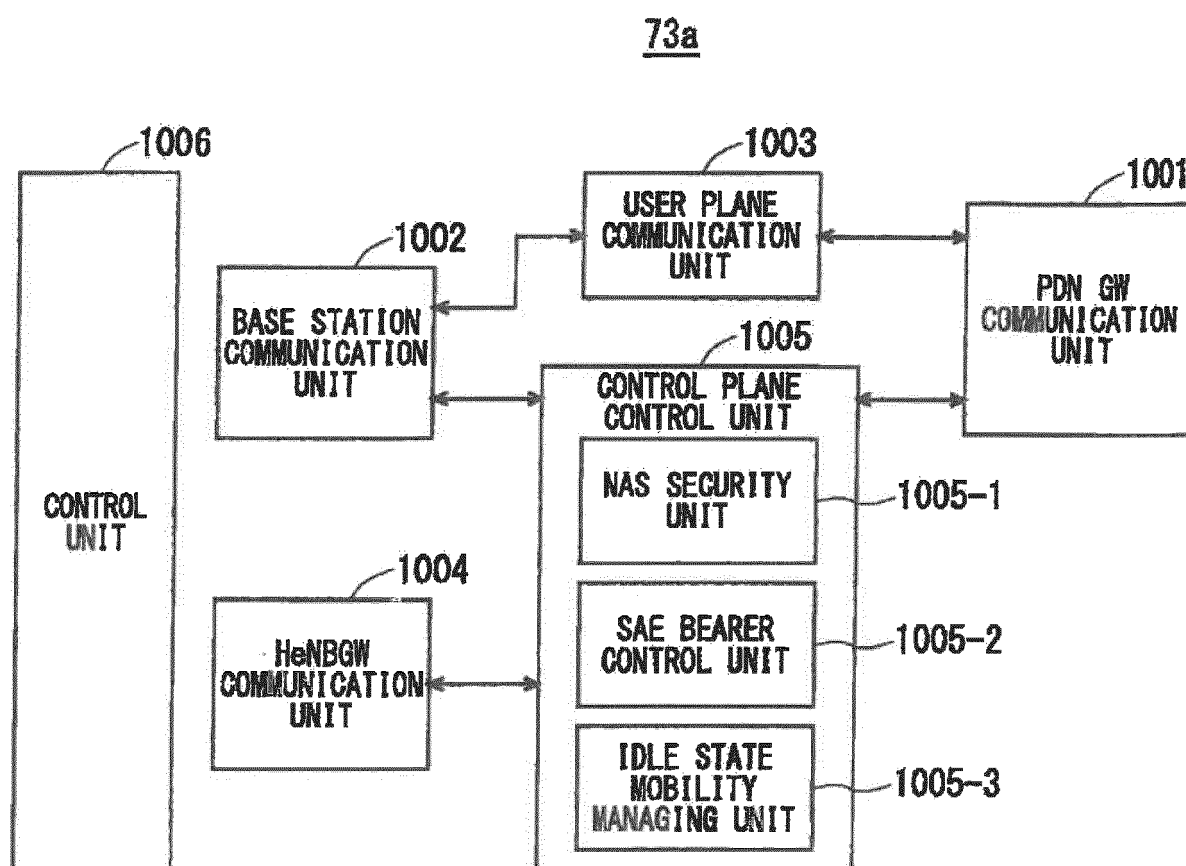 73a
1006
CONTROL
UNIT
1002
BASE STATION
COMMUNICATION
UNIT
1004
HeNBGW
COMMUNICATION
UNIT
1003
USER PLANE
COMMUNICATION
UNIT
1005
CONTROL PLANE
CONTROL UNIT
NAS SECURITY
UNIT
1005-1
SAE BEARER
CONTROL UNIT
1005-2
IDLE STATE
MOBILITY
MANAGING UNIT
1005-3
1001
PDN GW
COMMUNICATION
UNIT